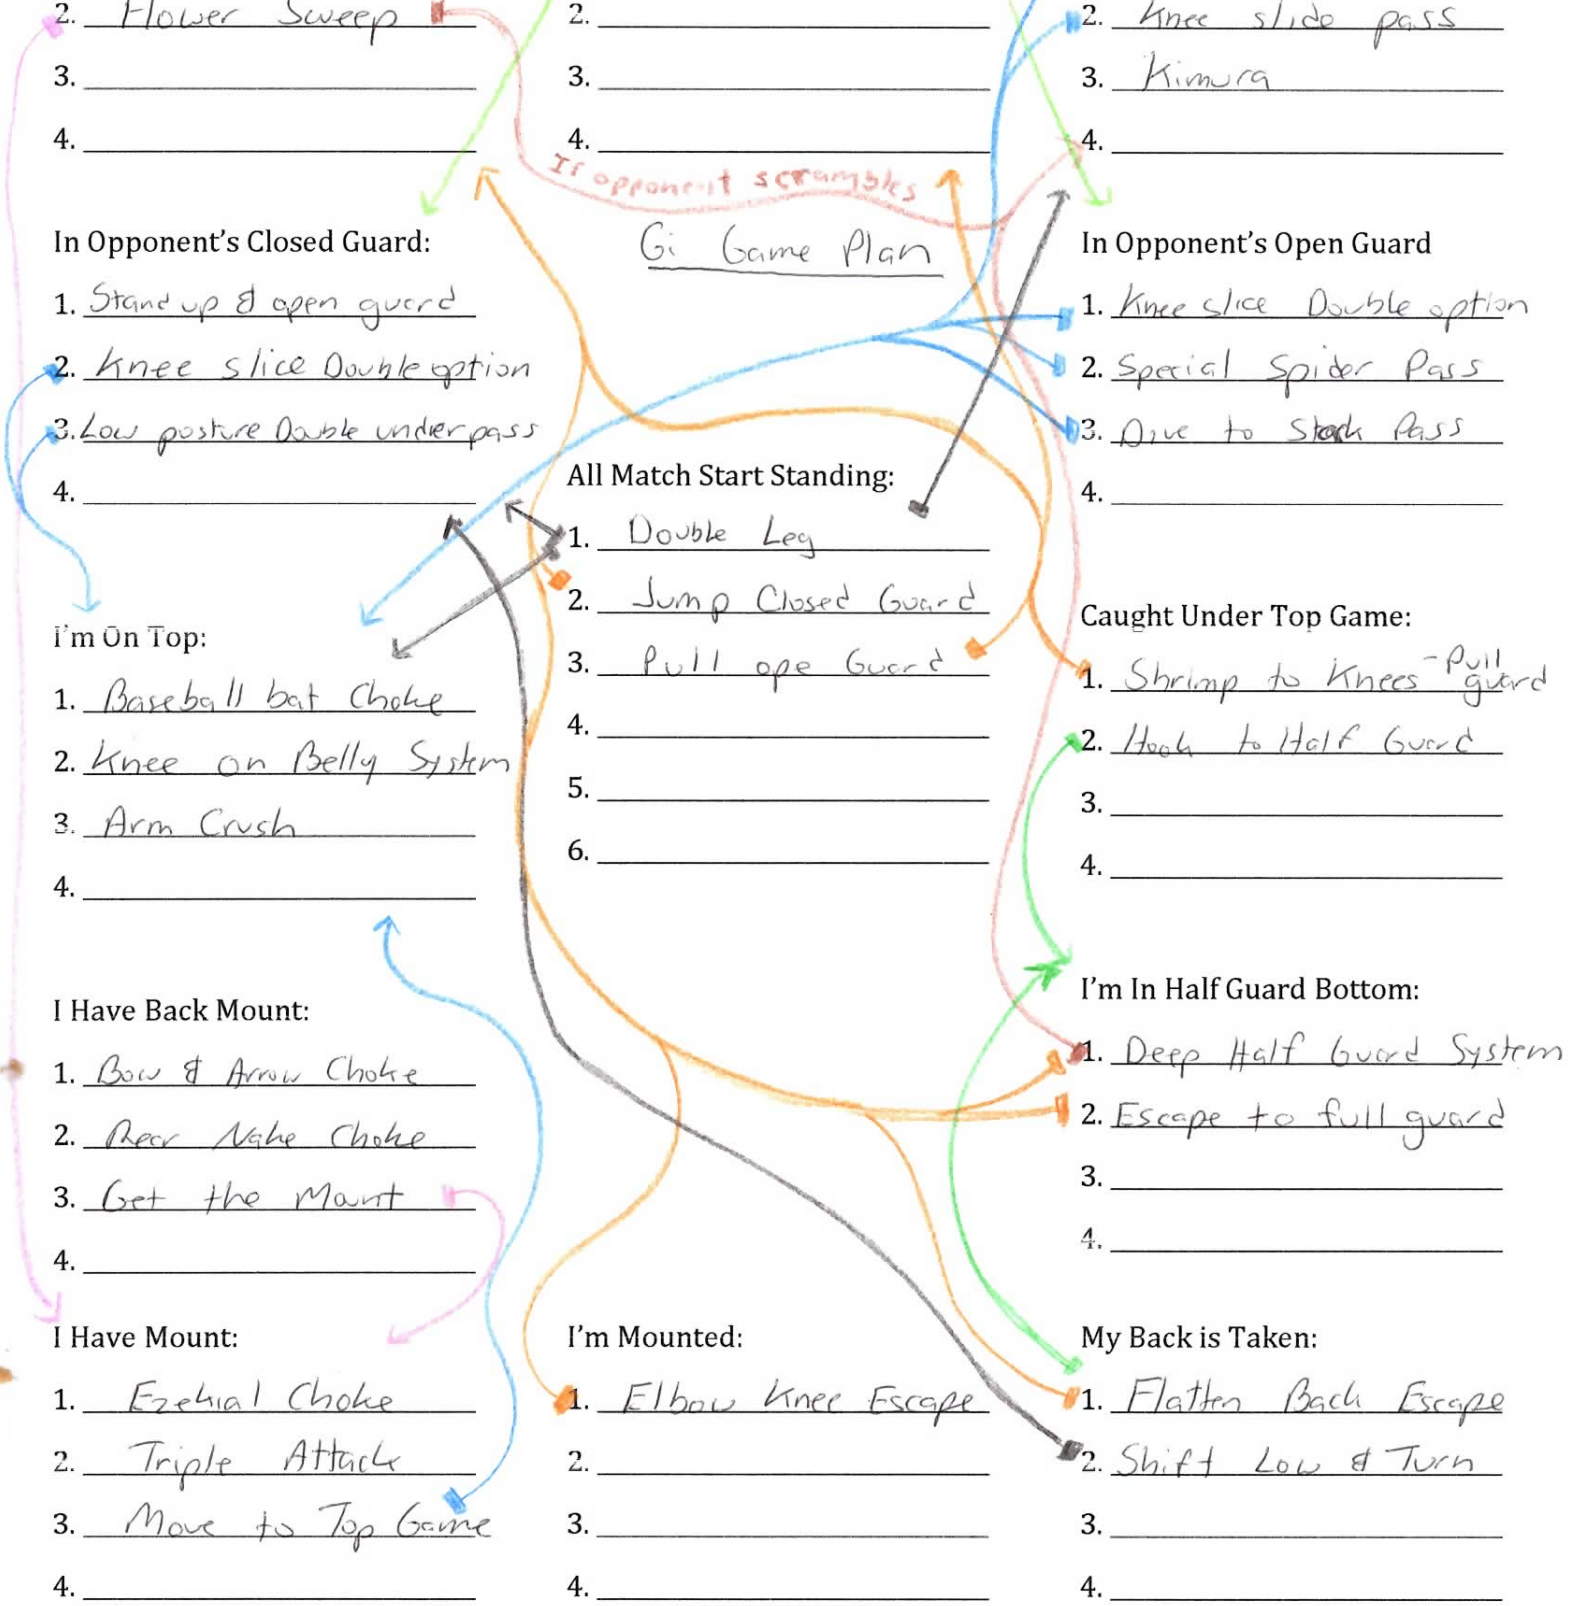 2. Flower Sweep
3.
4.
2.
3.
4.
2. Knee slide pass
3. Kimura
4.
If opponent scrambles
Gi Game Plan
In Opponent's Closed Guard:
1. Stand up & open guard
2. Knee slice Double option
3. Low posture Double under pass
4.
In Opponent's Open Guard
1. Knee slice Double option
2. Special Spider Pass
3. Dive to Stack Pass
4.
All Match Start Standing:
1. Double Leg
2. Jump Closed Guard
3. Pull ope Guard
4.
5.
6.
I'm On Top:
1. Baseball bat Choke
2. Knee on Belly System
3. Arm Crush
4.
Caught Under Top Game:
1. Shrimp to Knees - Pull guard
2. Hook to Half Guard
3.
4.
I Have Back Mount:
1. Bow & Arrow Choke
2. Rear Nake Choke
3. Get the Mount
4.
I'm In Half Guard Bottom:
1. Deep Half Guard System
2. Escape to full guard
3.
4.
I Have Mount:
1. Ezekial Choke
2. Triple Attack
3. Move to Top Game
4.
I'm Mounted:
1. Elbow Knee Escape
2.
3.
4.
My Back is Taken:
1. Flatten Back Escape
2. Shift Low & Turn
3.
4.